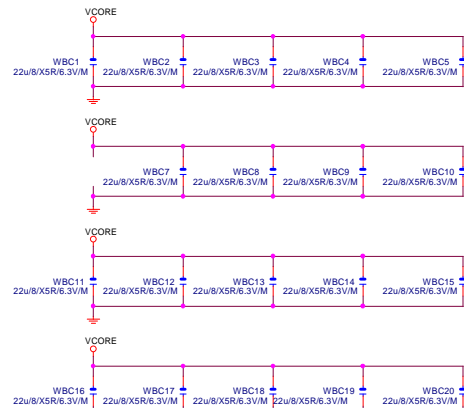 VCORE
WBC1 WBC2 WBC3 WBC4 WBC5
22u/8/X5R/6.3V/M 22u/8/X5R/6.3V/M 22u/8/X5R/6.3V/M 22u/8/X5R/6.3V/M 22u/8/X5R/6.3V/M
VCORE
WBC7 WBC8 WBC9 WBC10
22u/8/X5R/6.3V/M 22u/8/X5R/6.3V/M 22u/8/X5R/6.3V/M 22u/8/X5R/6.3V/M
VCORE
WBC11 WBC12 WBC13 WBC14 WBC15
22u/8/X5R/6.3V/M 22u/8/X5R/6.3V/M 22u/8/X5R/6.3V/M 22u/8/X5R/6.3V/M 22u/8/X5R/6.3V/M
VCORE
WBC16 WBC17 WBC18 WBC19 WBC20
22u/8/X5R/6.3V/M 22u/8/X5R/6.3V/M 22u/8/X5R/6.3V/M 22u/8/X5R/6.3V/M 22u/8/X5R/6.3V/M